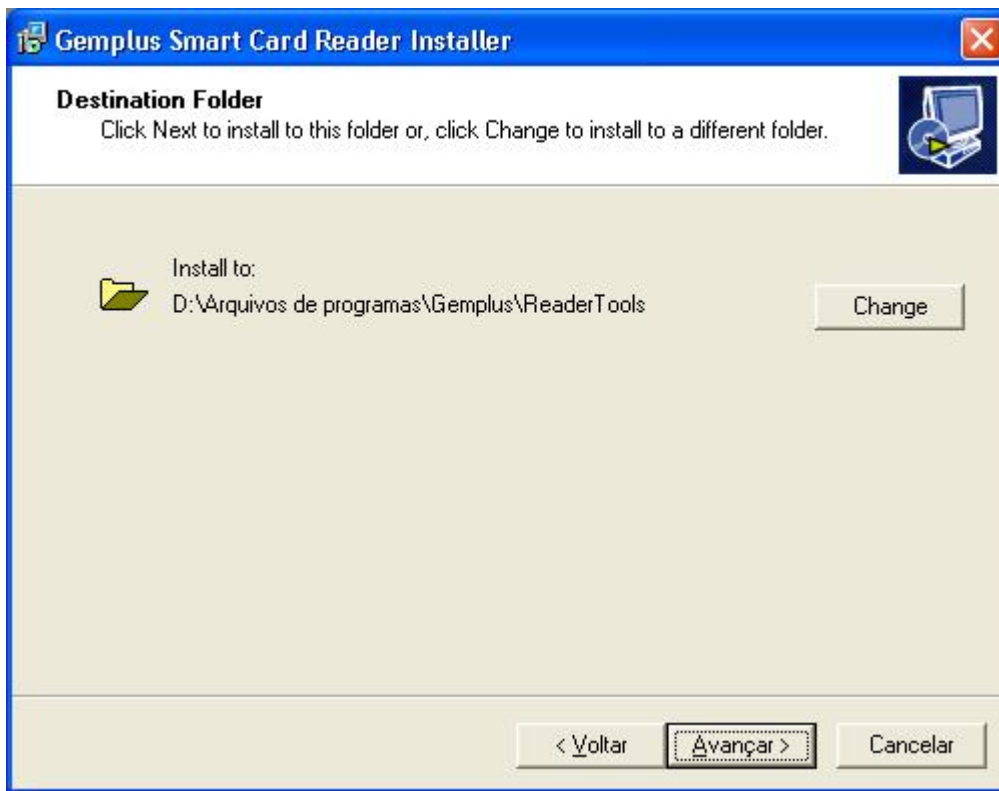 Gemplus Smart Card Reader Installer
Destination Folder
Click Next to install to this folder or, click Change to install to a different folder.
Install to:
D:\Arquivos de programas\Gemplus\ReaderTools
Change
< Voltar
Avançar >
Cancelar